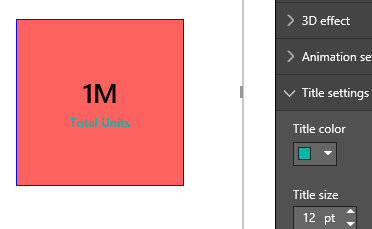 1M
Total Units
3D effect
Animation se
Title settings
Title color
Title size
12 pt